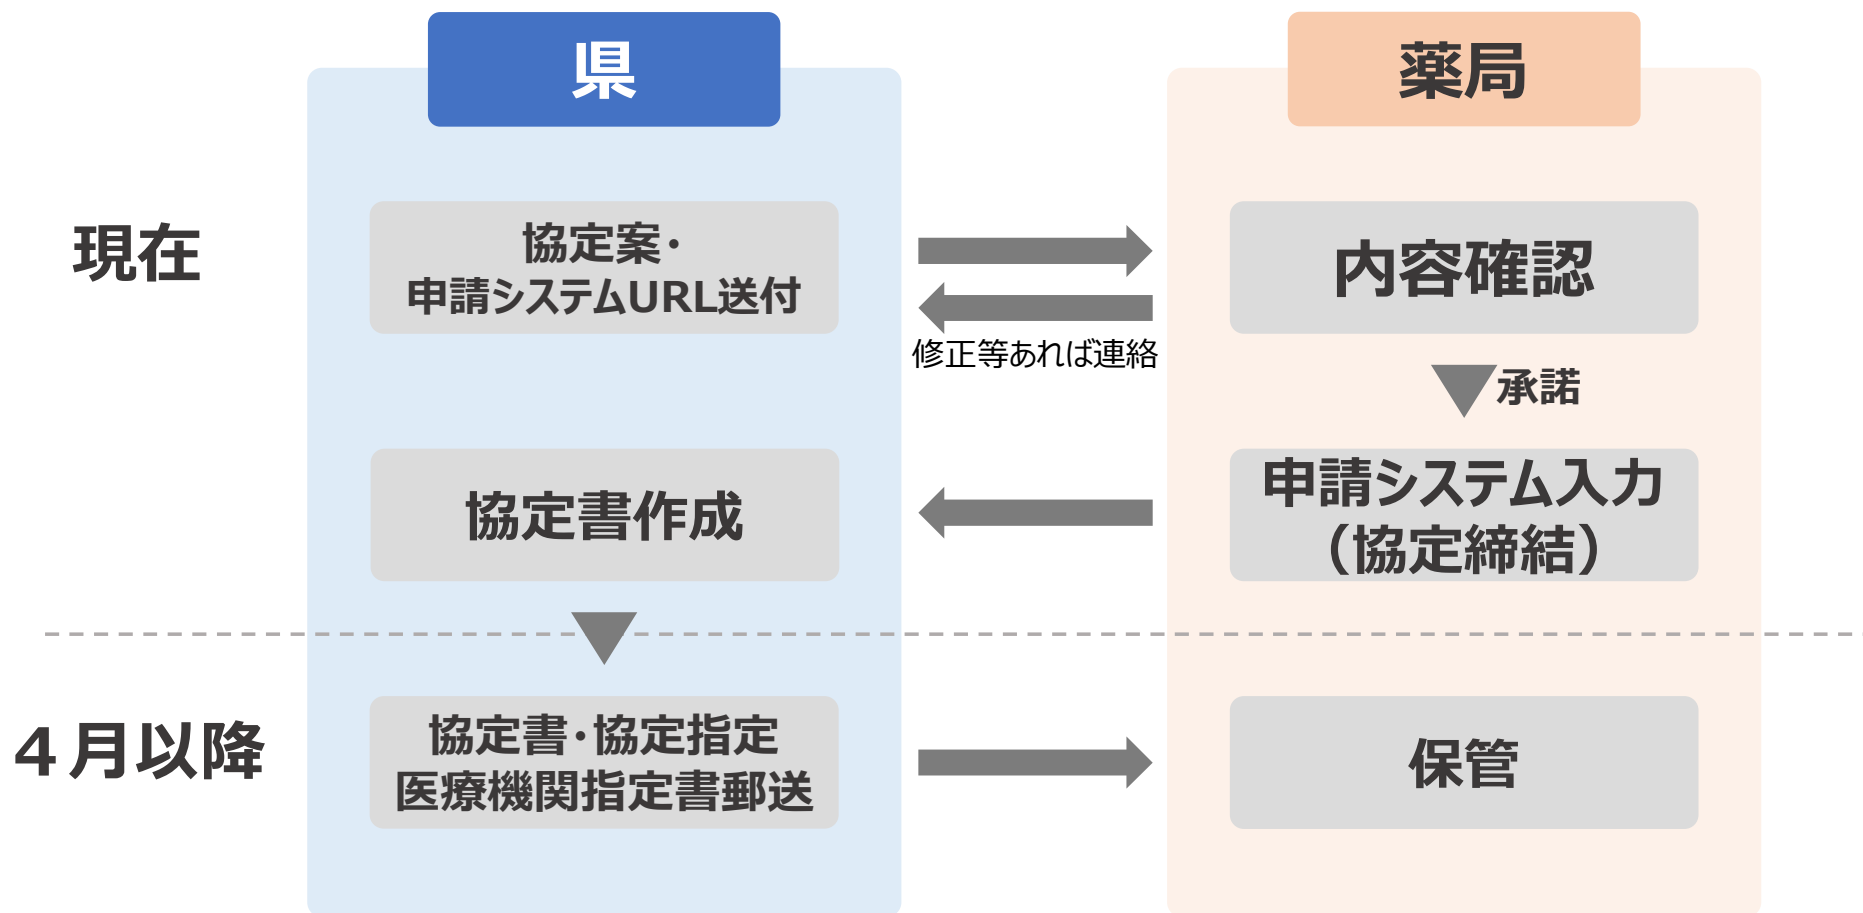 県
薬局
現在
協定案・
申請システムURL送付
内容確認
修正等あれば連絡
承諾
協定書作成
申請システム入力
（協定締結）
４月以降
協定書・協定指定
医療機関指定書郵送
保管